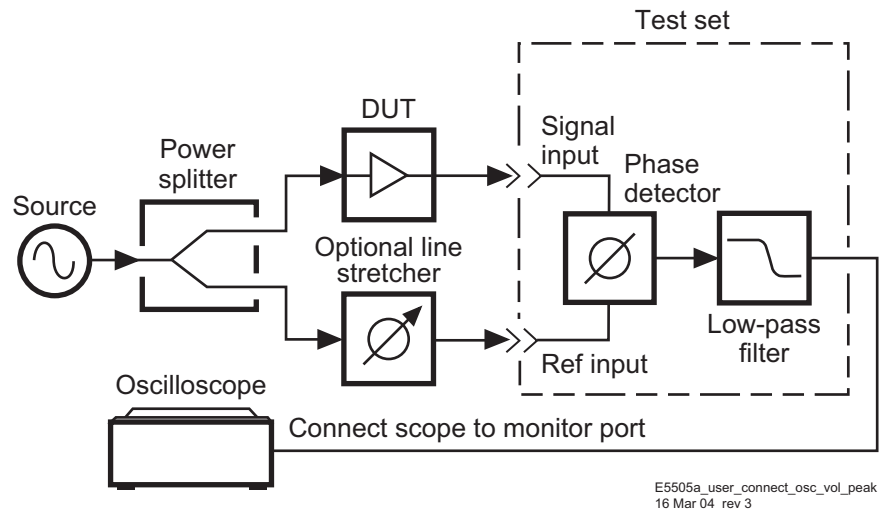 Test set
DUT
Signal
input
Power
splitter
Phase
detector
Source
Optional line
stretcher
Low-pass
filter
Ref input
Oscilloscope
Connect scope to monitor port
E5505a_user_connect_osc_vol_peak
16 Mar 04 rev 3